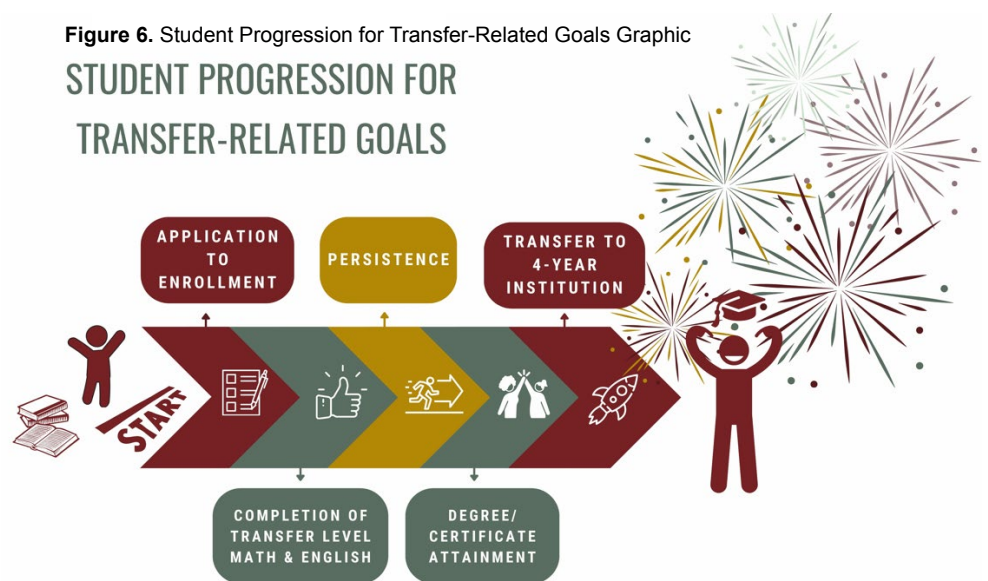 Figure 6. Student Progression for Transfer-Related Goals Graphic
STUDENT PROGRESSION FOR
TRANSFER-RELATED GOALS
APPLICATION
TO
ENROLLMENT
PERSISTENCE
TRANSFER TO
4-YEAR
INSTITUTION
START
COMPLETION OF
TRANSFER LEVEL
MATH & ENGLISH
DEGREE/
CERTIFICATE
ATTAINMENT